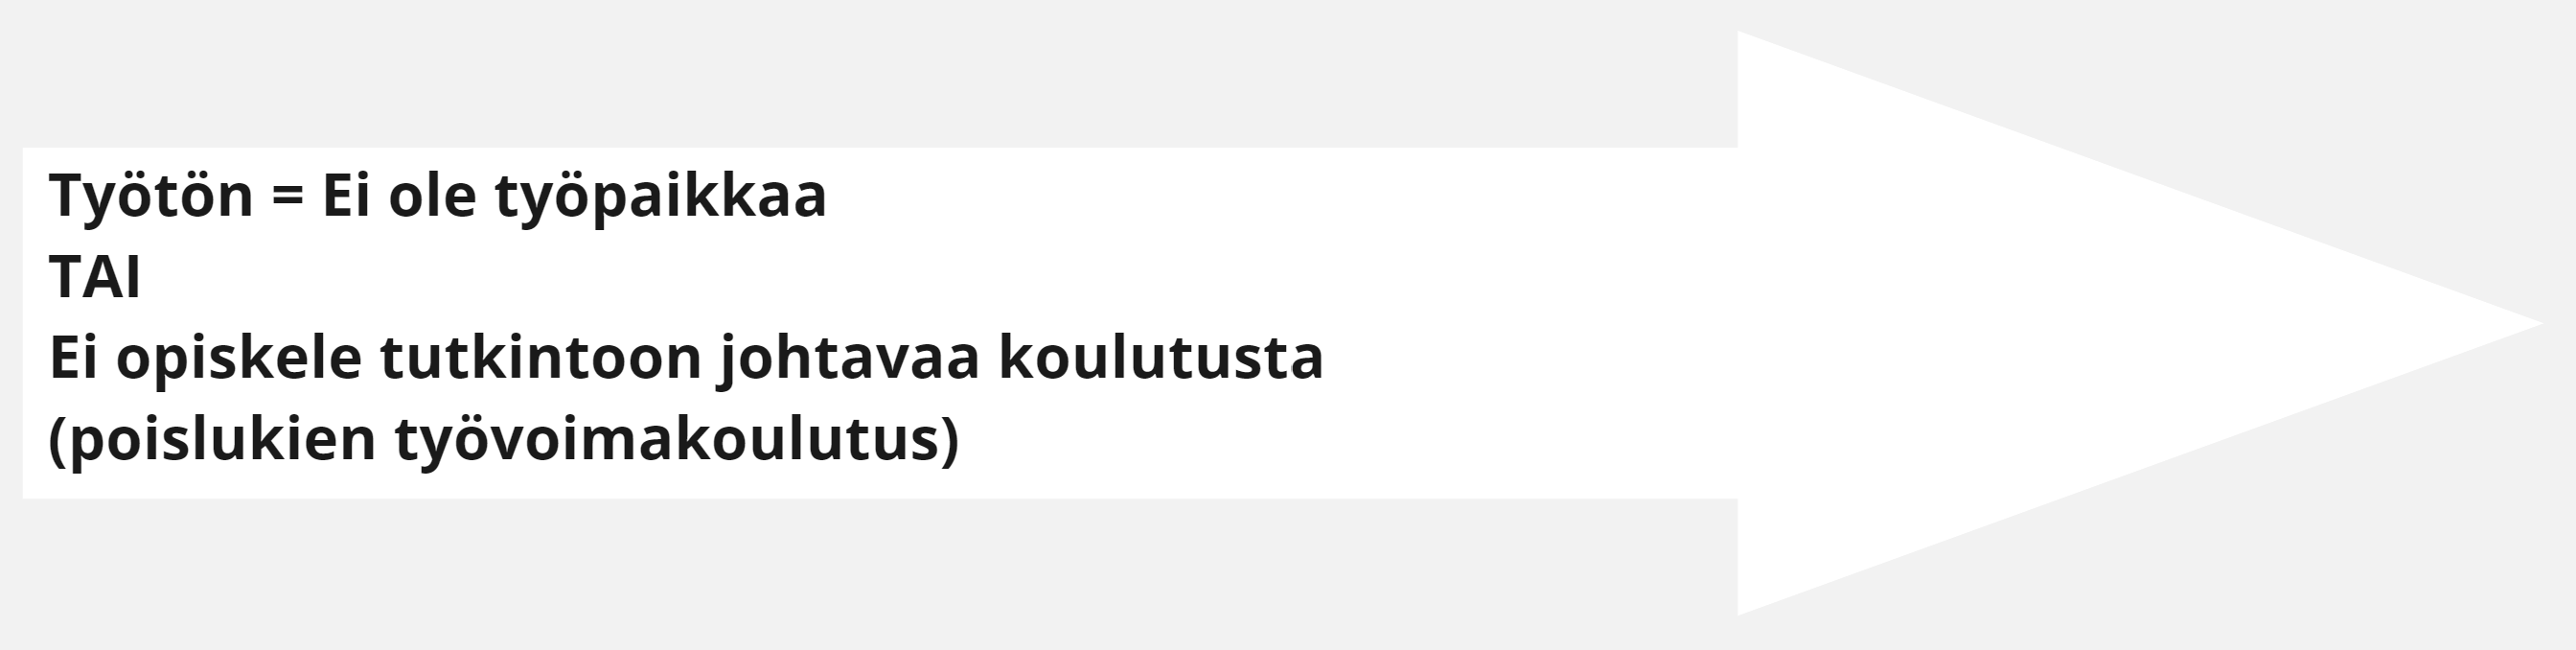 Työtön = Ei ole työpaikkaa
TAI
Ei opiskele tutkintoon johtavaa koulutusta
(poislukien työvoimakoulutus)